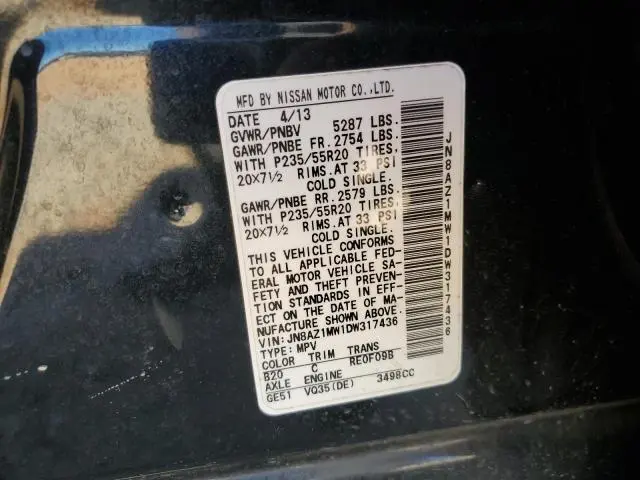 MFD BY NISSAN MOTOR CO.,LTD.
DATE 4/13
GVWR/PNBV 5287 LBS.
GAWR/PNBE FR. 2754 LBS.
WITH P235/55R20 TIRES,
20X7½ RIMS.AT 33 PSI
COLD SINGLE.
GAWR/PNBE RR. 2579 LBS.
WITH P235/55R20 TIRES,
20X7½ RIMS.AT 33 PSI
COLD SINGLE.
THIS VEHICLE CONFORMS
TO ALL APPLICABLE FED-
ERAL MOTOR VEHICLE SA-
FETY AND THEFT PREVEN-
TION STANDARDS IN EFF-
ECT ON THE DATE OF MA-
NUFACTURE SHOWN ABOVE.
VIN: JN8AZ1MW1DW317436
TYPE: MPV
COLOR TRIM TRANS
B20 C RE0F09B
AXLE ENGINE
GE51 VQ35(DE) 3498CC
JN8AZ1MW1DW317436